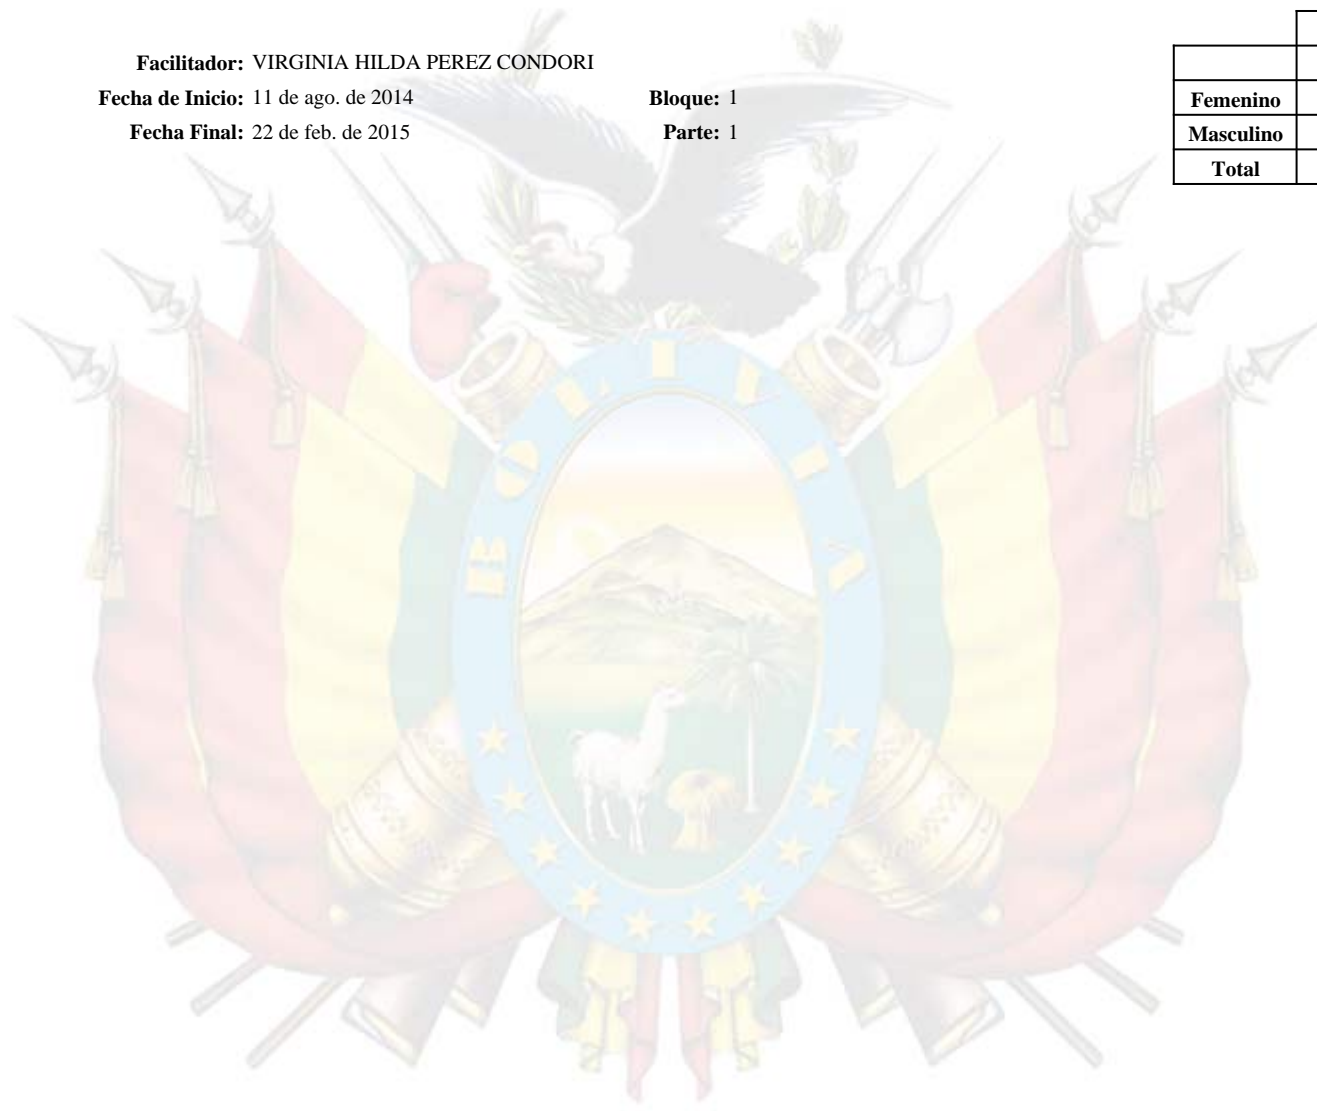 Facilitador: VIRGINIA HILDA PEREZ CONDORI
Fecha de Inicio: 11 de ago. de 2014 Bloque: 1
Fecha Final: 22 de feb. de 2015 Parte: 1
Femenino
Masculino
Total
BOLIVIA